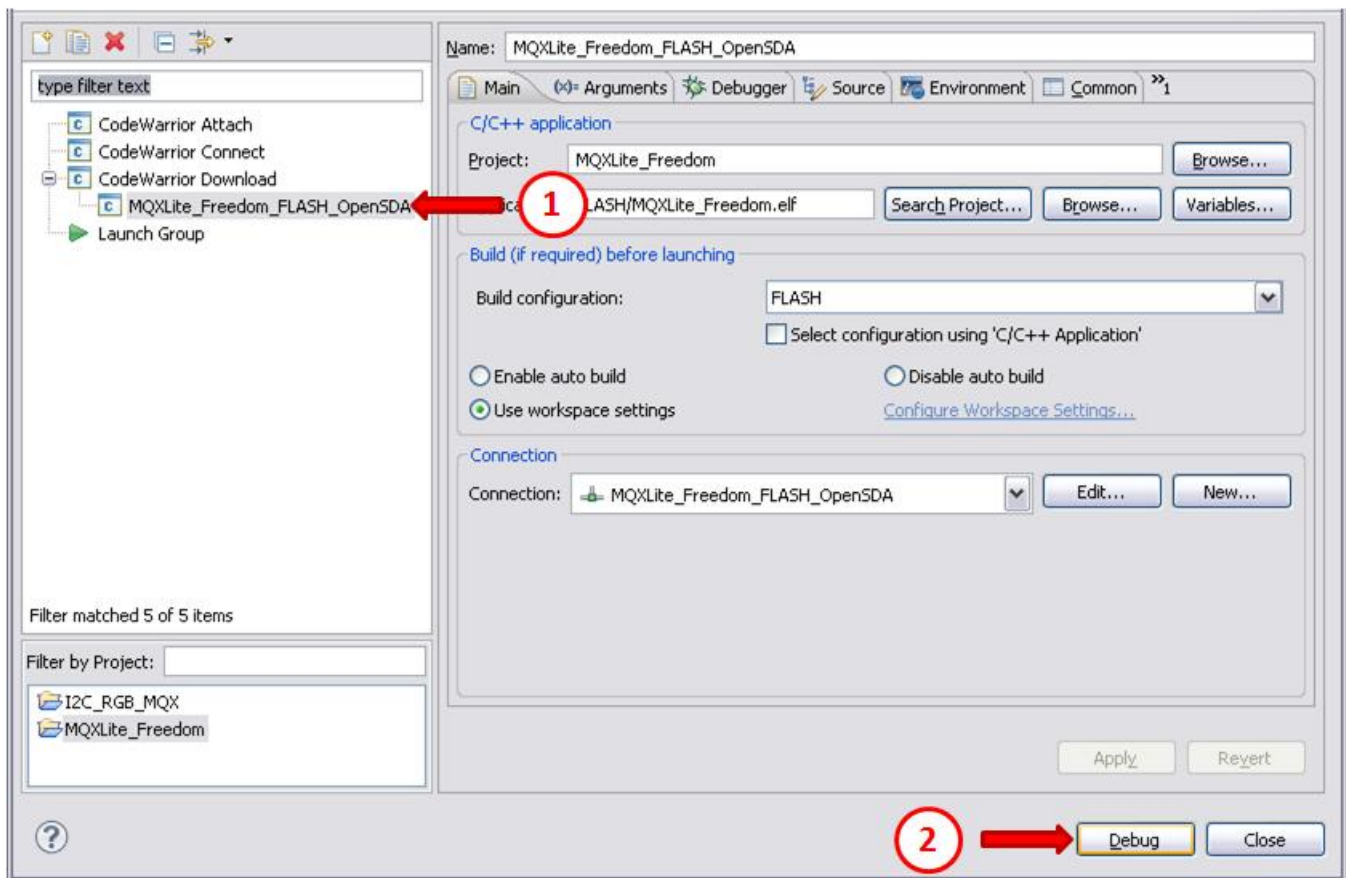 Name: MQXLite_Freedom_FLASH_OpenSDA
type filter text
CodeWarrior Attach
CodeWarrior Connect
CodeWarrior Download
MQXLite_Freedom_FLASH_OpenSDA
Launch Group
Filter matched 5 of 5 items
Filter by Project:
I2C_RGB_MQX
MQXLite_Freedom
Main (x)= Arguments Debugger Source Environment Common »1
C/C++ application
Project: MQXLite_Freedom Browse...
1 LASH/MQXLite_Freedom.elf Search Project... Browse... Variables...
Build (if required) before launching
Build configuration: FLASH
Select configuration using 'C/C++ Application'
Enable auto build Disable auto build
Use workspace settings Configure Workspace Settings...
Connection
Connection: MQXLite_Freedom_FLASH_OpenSDA Edit... New...
Apply Revert
? 2 Debug Close